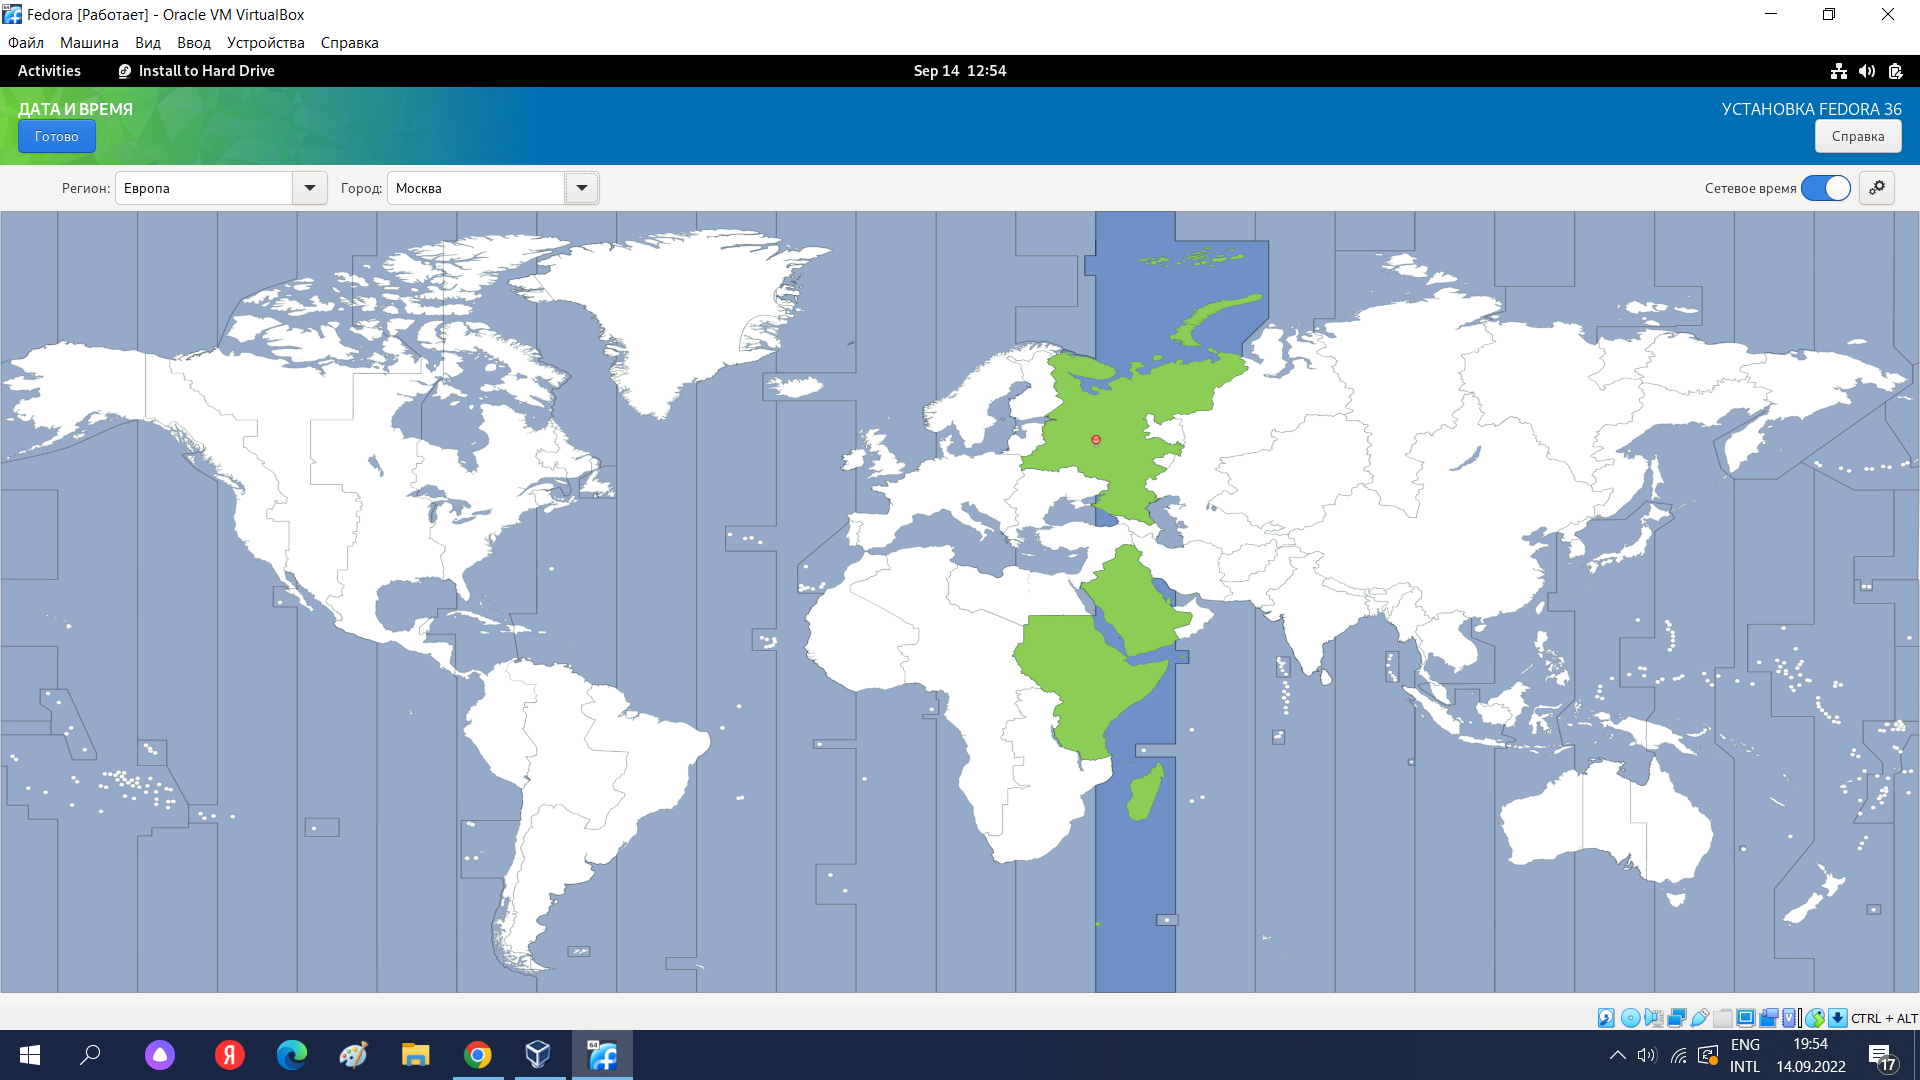 Fedora [Работает] - Oracle VM VirtualBox
Файл Машина Вид Ввод Устройства Справка
Activities Install to Hard Drive Sep 14 12:54
ДАТА И ВРЕМЯ УСТАНОВКА FEDORA 36
Готово Справка
Регион: Европа Город: Москва Сетевое время
CTRL + ALT
64
Я
ENG 19:54
INTL 14.09.2022 17